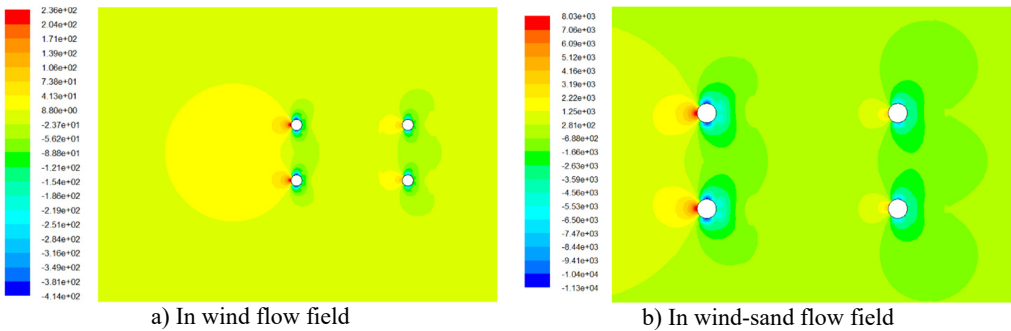 2.36e+02
2.04e+02
1.71e+02
1.39e+02
1.06e+02
7.38e+01
4.13e+01
8.80e+00
-2.37e+01
-5.62e+01
-8.88e+01
-1.21e+02
-1.54e+02
-1.86e+02
-2.19e+02
-2.51e+02
-2.84e+02
-3.16e+02
-3.49e+02
-3.81e+02
-4.14e+02
a) In wind flow field
8.03e+03
7.06e+03
6.09e+03
5.12e+03
4.16e+03
3.19e+03
2.22e+03
1.25e+03
2.81e+02
-6.88e+02
-1.66e+03
-2.63e+03
-3.59e+03
-4.56e+03
-5.53e+03
-6.50e+03
-7.47e+03
-8.44e+03
-9.41e+03
-1.04e+04
-1.13e+04
b) In wind-sand flow field